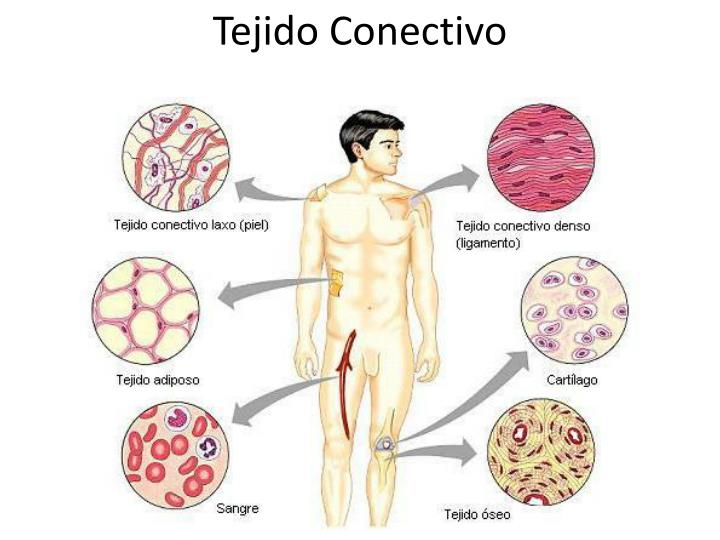 Tejido Conectivo
Tejido conectivo laxo (piel)
Tejido conectivo denso
(ligamento)
Tejido adiposo
Cartílago
Sangre
Tejido óseo